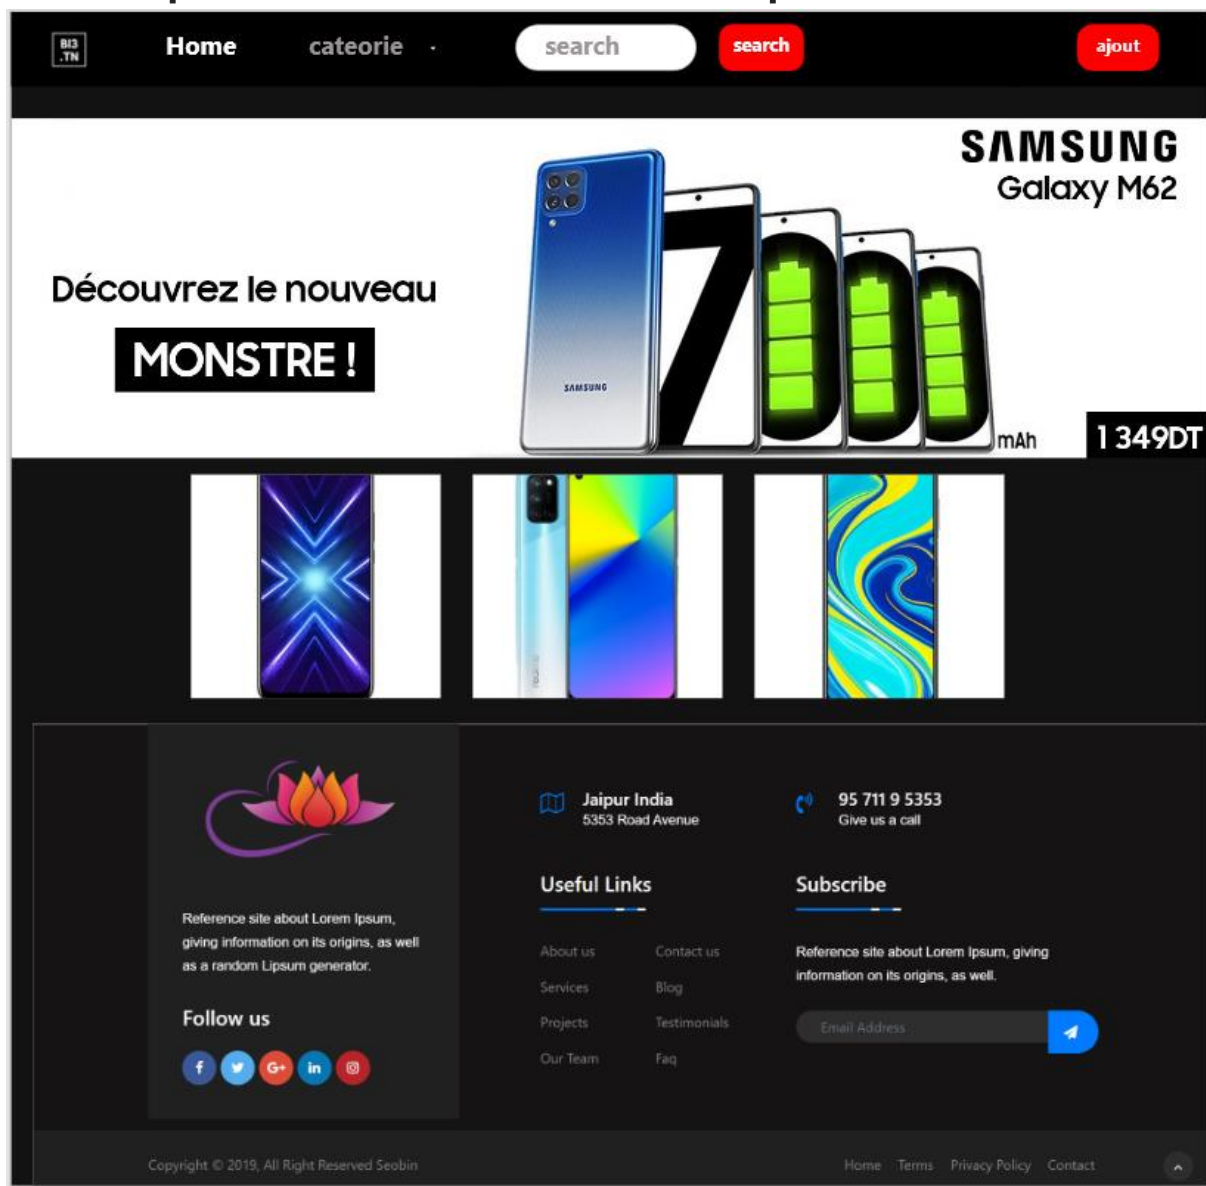 BI3
.TN
Home
cateorie
search
search
ajout
SAMSUNG
Galaxy M62
Découvrez le nouveau
MONSTRE !
SAMSUNG
7
mAh
1 349DT
realme
Jaipur India
5353 Road Avenue
95 711 9 5353
Give us a call
Useful Links
Subscribe
Reference site about Lorem Ipsum,
giving information on its origins, as well
as a random Lipsum generator.
About us
Contact us
Services
Blog
Projects
Testimonials
Our Team
Faq
Reference site about Lorem Ipsum, giving
information on its origins, as well.
Email Address
Follow us
f
G+
in
Copyright © 2019, All Right Reserved Seobin
Home Terms Privacy Policy Contact